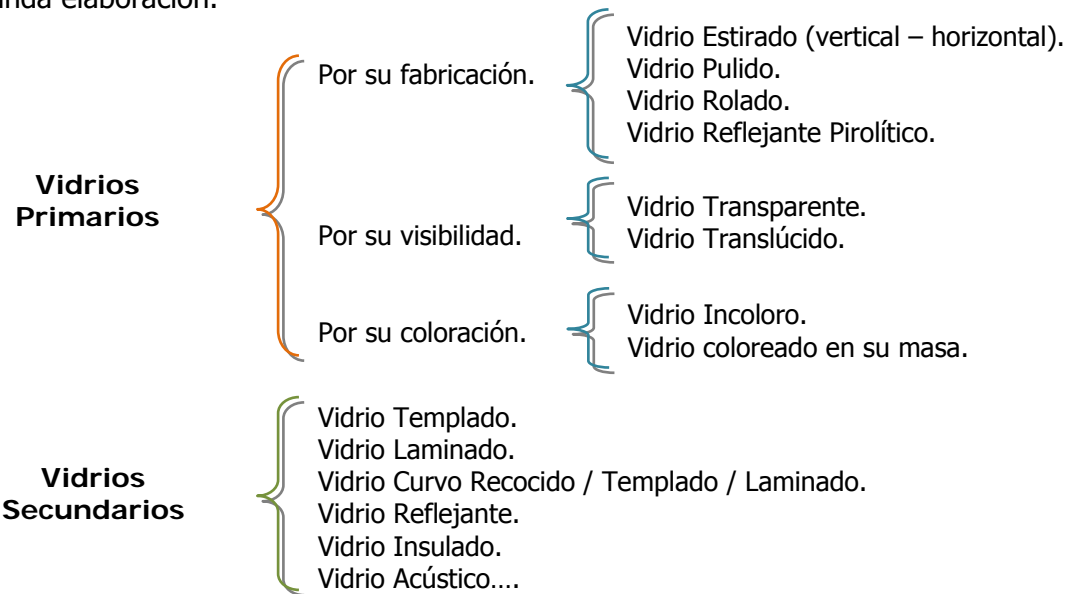 elaboración.
Por su fabricación.
Vidrio Estirado (vertical – horizontal).
Vidrio Pulido.
Vidrio Rolado.
Vidrio Reflejante Pirolítico.
Vidrios
Primarios
Por su visibilidad.
Vidrio Transparente.
Vidrio Translúcido.
Por su coloración.
Vidrio Incoloro.
Vidrio coloreado en su masa.
Vidrios
Secundarios
Vidrio Templado.
Vidrio Laminado.
Vidrio Curvo Recocido / Templado / Laminado.
Vidrio Reflejante.
Vidrio Insulado.
Vidrio Acústico….